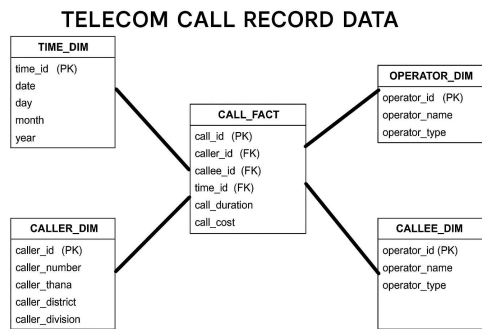 TELECOM CALL RECORD DATA
TIME_DIM
time_id (PK)
date
day
month
year
OPERATOR_DIM
operator_id (PK)
operator_name
operator_type
CALL_FACT
call_id (PK)
caller_id (FK)
callee_id (FK)
time_id (FK)
call_duration
call_cost
CALLER_DIM
caller_id (PK)
caller_number
caller_thana
caller_district
caller_division
CALLEE_DIM
operator_id (PK)
operator_name
operator_type